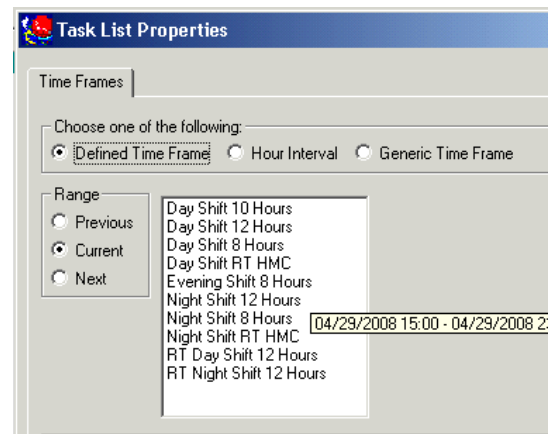 Task List Properties
Time Frames
Choose one of the following:
Defined Time Frame Hour Interval Generic Time Frame
Range
Previous
Current
Next
Day Shift 10 Hours
Day Shift 12 Hours
Day Shift 8 Hours
Day Shift RT HMC
Evening Shift 8 Hours
Night Shift 12 Hours
Night Shift 8 Hours
Night Shift RT HMC
RT Day Shift 12 Hours
RT Night Shift 12 Hours
04/29/2008 15:00 - 04/29/2008